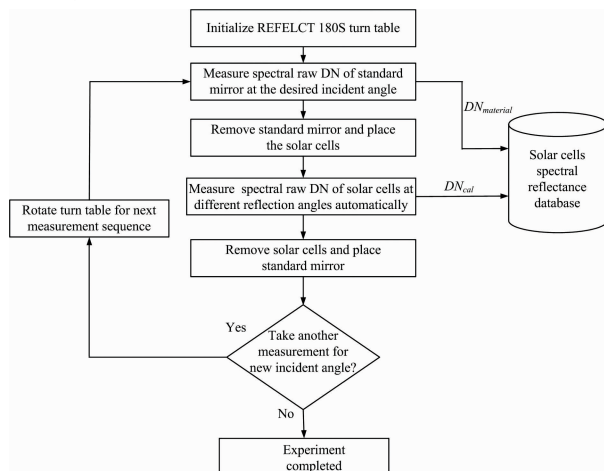 Initialize REFELCT 180S turn table
Measure spectral raw DN of standard
mirror at the desired incident angle
DNmaterial
Remove standard mirror and place
the solar cells
Solar cells
spectral
reflectance
database
Measure spectral raw DN of solar cells at
different reflection angles automatically
DNcal
Rotate turn table for next
measurement sequence
Remove solar cells and place
standard mirror
Yes
Take another
measurement for
new incident angle?
No
Experiment
completed